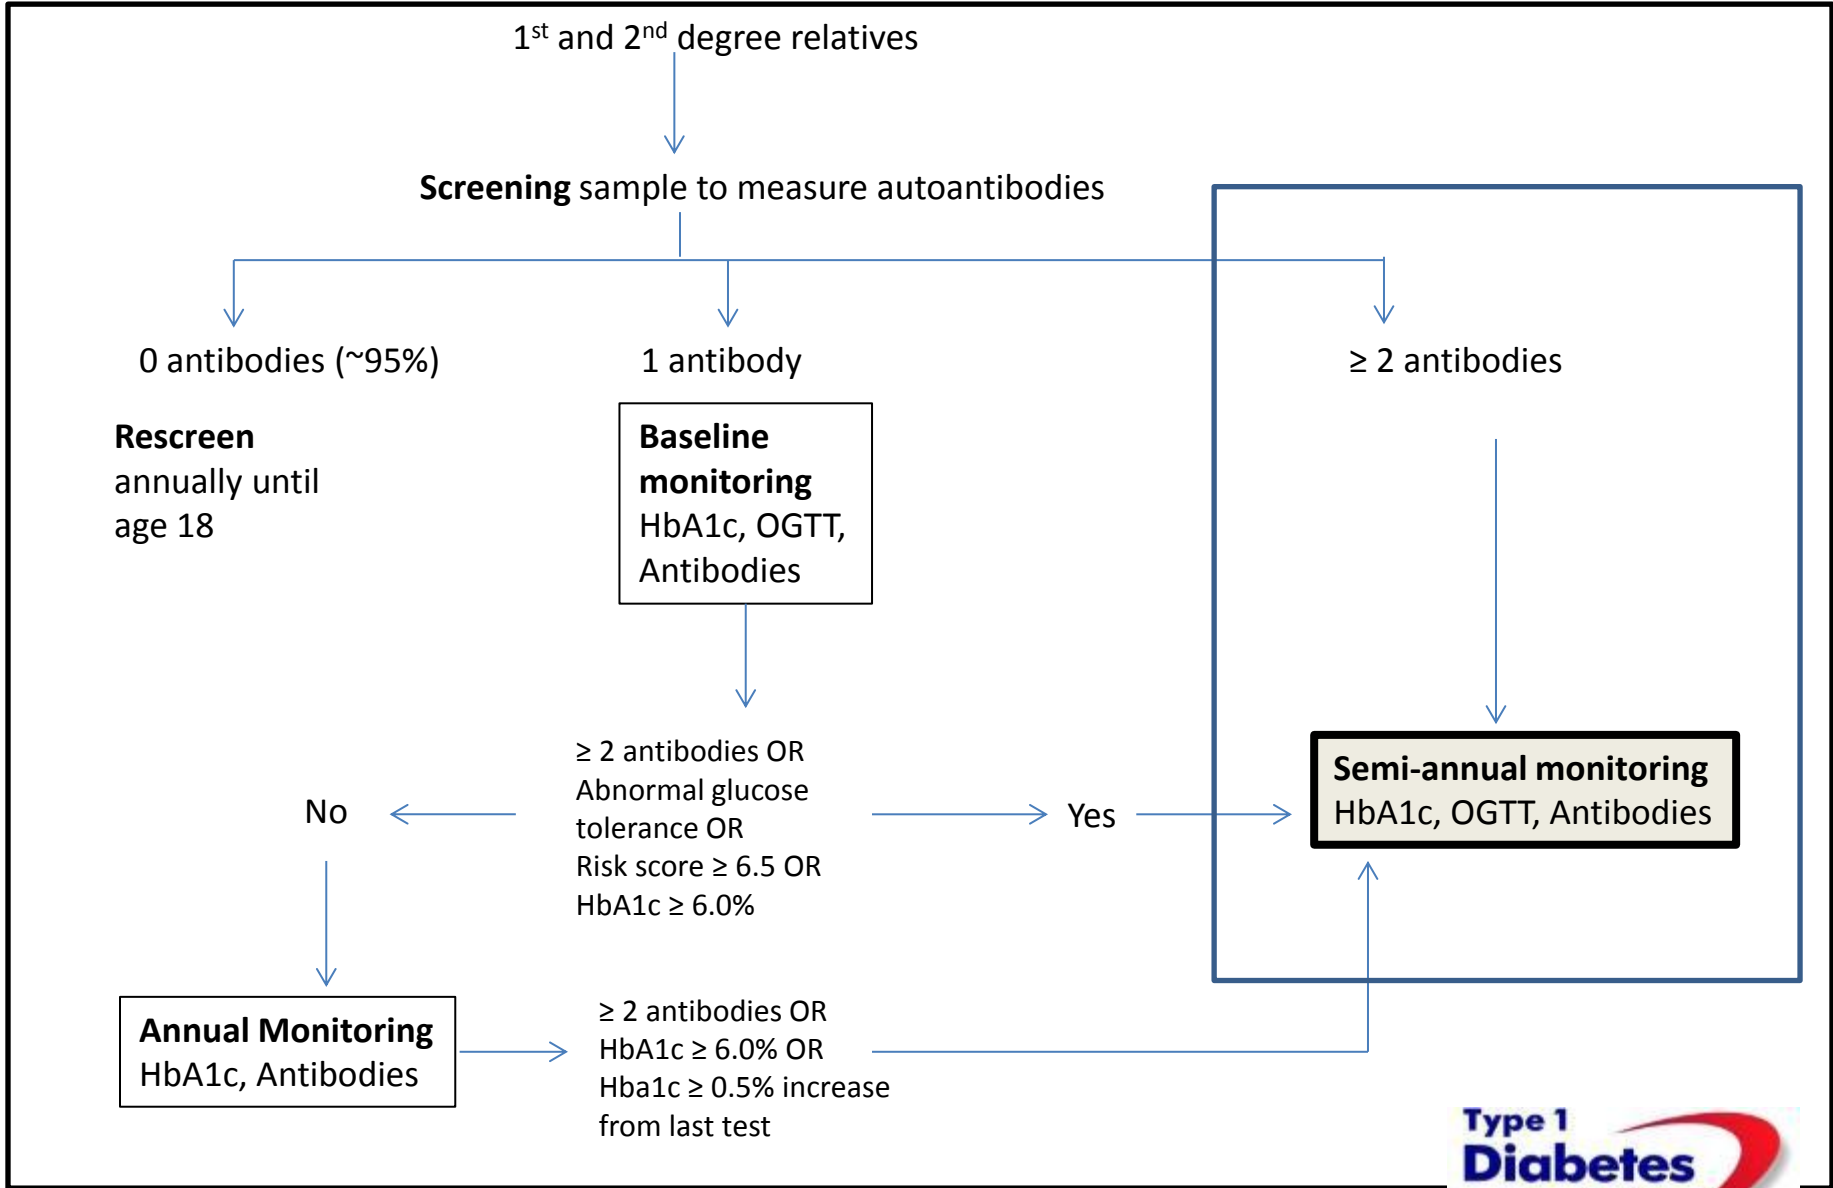 1st and 2nd degree relatives
Screening sample to measure autoantibodies
0 antibodies (~95%)
Rescreen
annually until
age 18
1 antibody
Baseline
monitoring
HbA1c, OGTT,
Antibodies
≥ 2 antibodies
≥ 2 antibodies OR
Abnormal glucose
tolerance OR
Risk score ≥ 6.5 OR
HbA1c ≥ 6.0%
No
Yes
Semi-annual monitoring
HbA1c, OGTT, Antibodies
Annual Monitoring
HbA1c, Antibodies
≥ 2 antibodies OR
HbA1c ≥ 6.0% OR
Hba1c ≥ 0.5% increase
from last test
Type 1
Diabetes